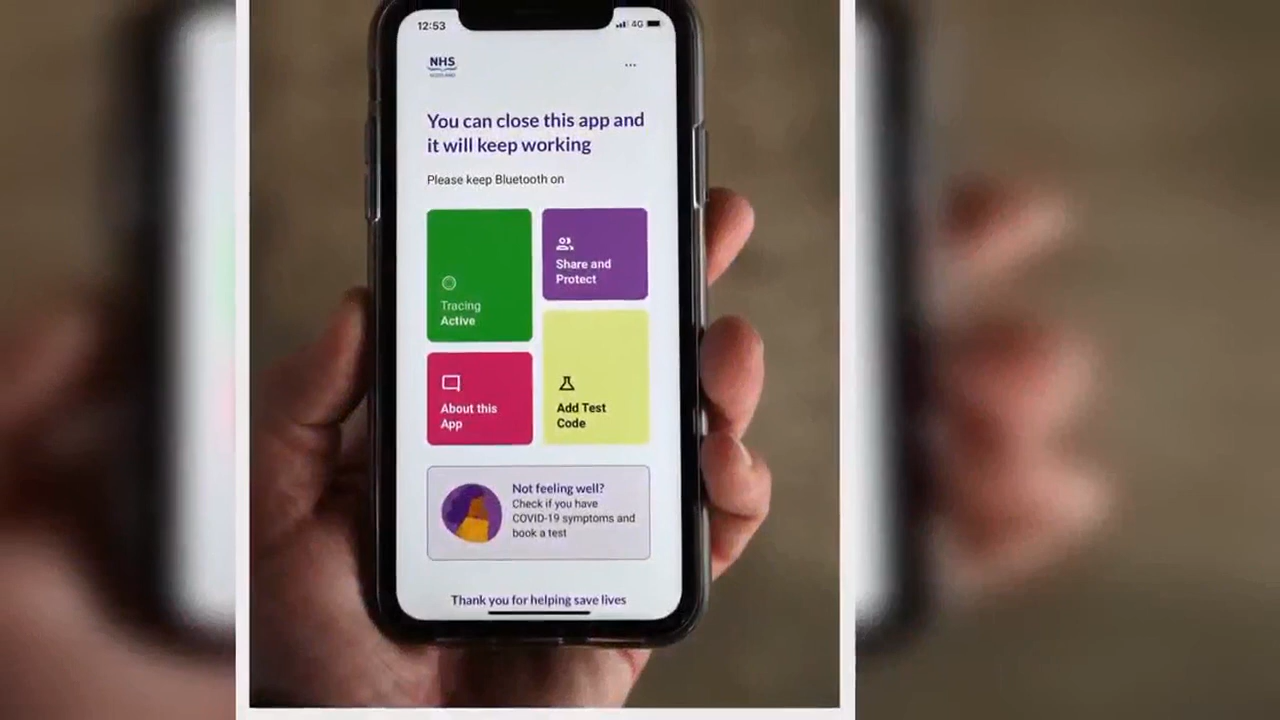 12:53
4G
NHS
SCOTLAND
...
You can close this app and
it will keep working
Please keep Bluetooth on
Tracing
Active
Share and
Protect
About this
App
Add Test
Code
Not feeling well?
Check if you have
COVID-19 symptoms and
book a test
Thank you for helping save lives